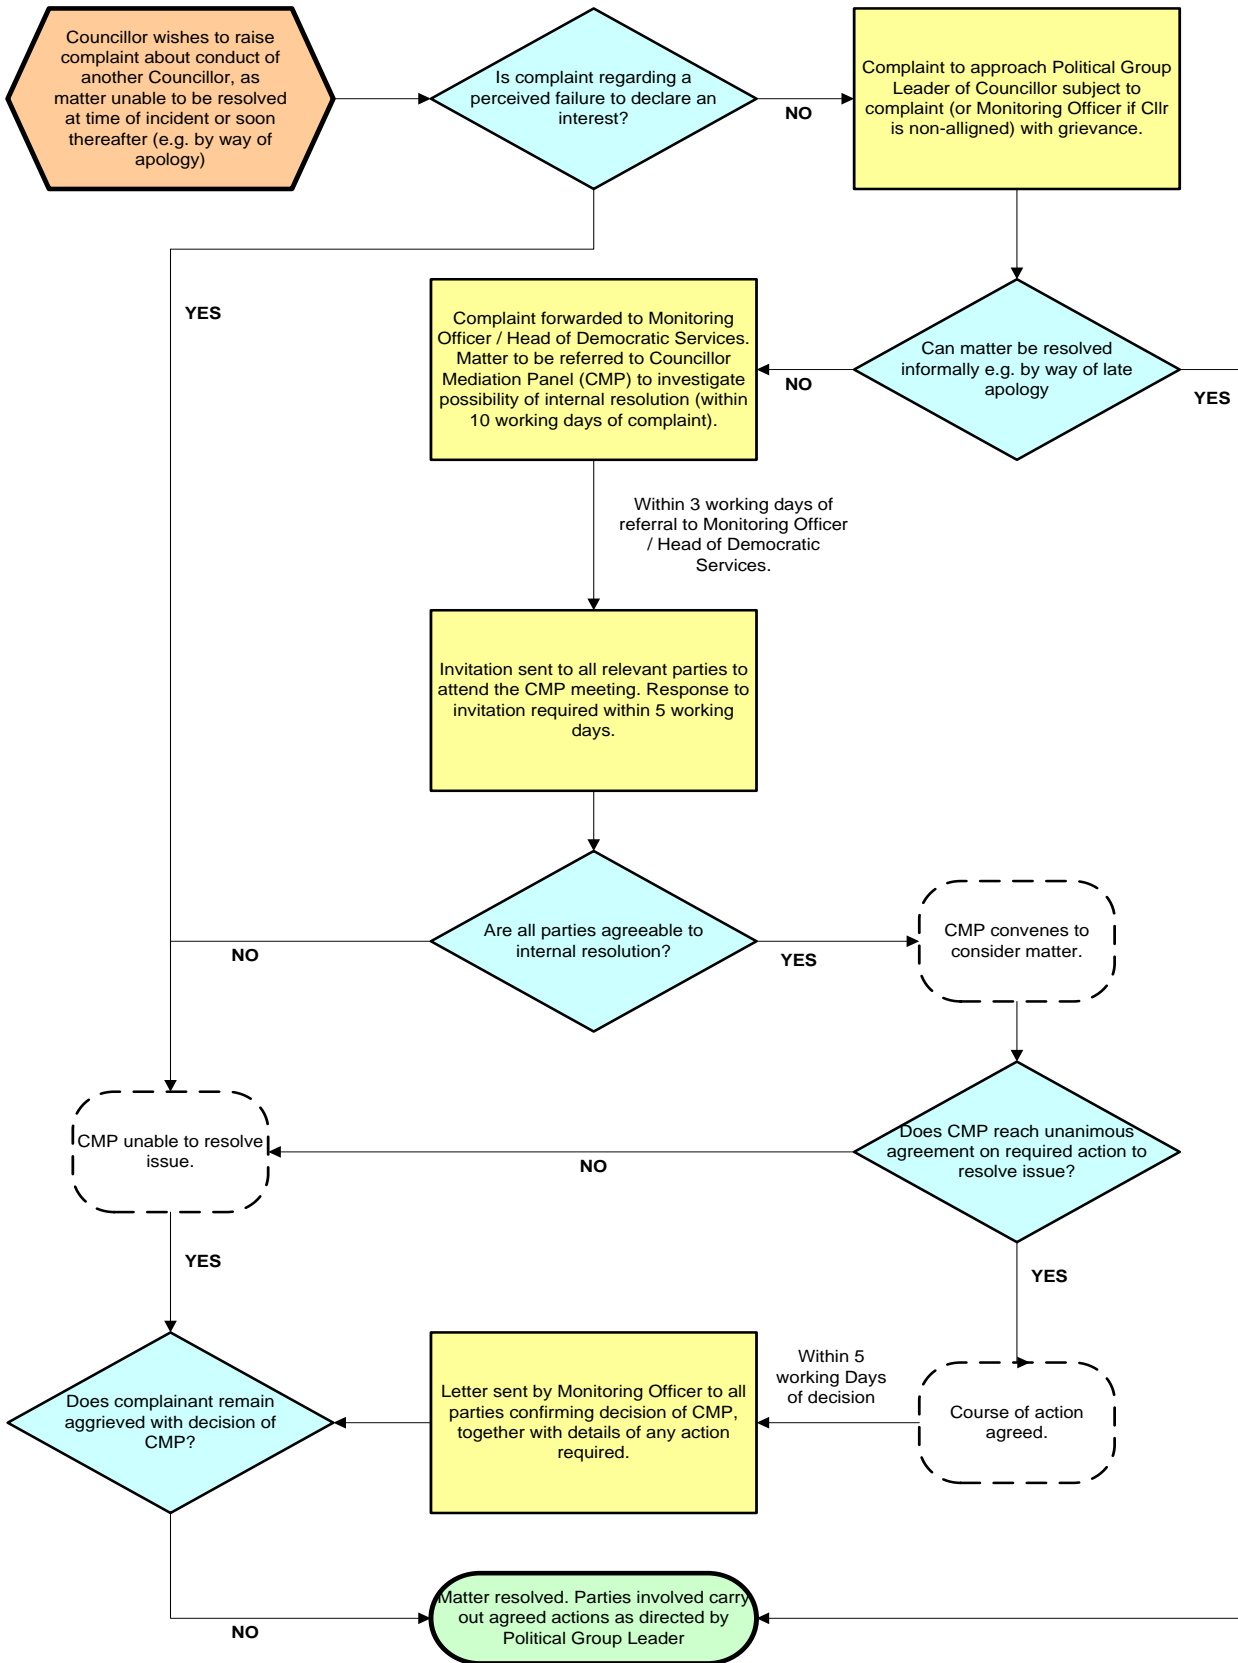 Councillor wishes to raise
complaint about conduct of
another Councillor, as
matter unable to be resolved
at time of incident or soon
thereafter (e.g. by way of
apology)
Is complaint regarding a
perceived failure to declare an
interest?
NO
Complaint to approach Political Group
Leader of Councillor subject to
complaint (or Monitoring Officer if Cllr
is non-alligned) with grievance.
YES
Complaint forwarded to Monitoring
Officer / Head of Democratic Services.
Matter to be referred to Councillor
Mediation Panel (CMP) to investigate
possibility of internal resolution (within
10 working days of complaint).
NO
Can matter be resolved
informally e.g. by way of late
apology
YES
Within 3 working days of
referral to Monitoring Officer
/ Head of Democratic
Services.
Invitation sent to all relevant parties to
attend the CMP meeting. Response to
invitation required within 5 working
days.
NO
Are all parties agreeable to
internal resolution?
YES
CMP convenes to
consider matter.
CMP unable to resolve
issue.
NO
Does CMP reach unanimous
agreement on required action to
resolve issue?
YES
YES
Does complainant remain
aggrieved with decision of
CMP?
Letter sent by Monitoring Officer to all
parties confirming decision of CMP,
together with details of any action
required.
Within 5
working Days
of decision
Course of action
agreed.
NO
Matter resolved. Parties involved carry
out agreed actions as directed by
Political Group Leader